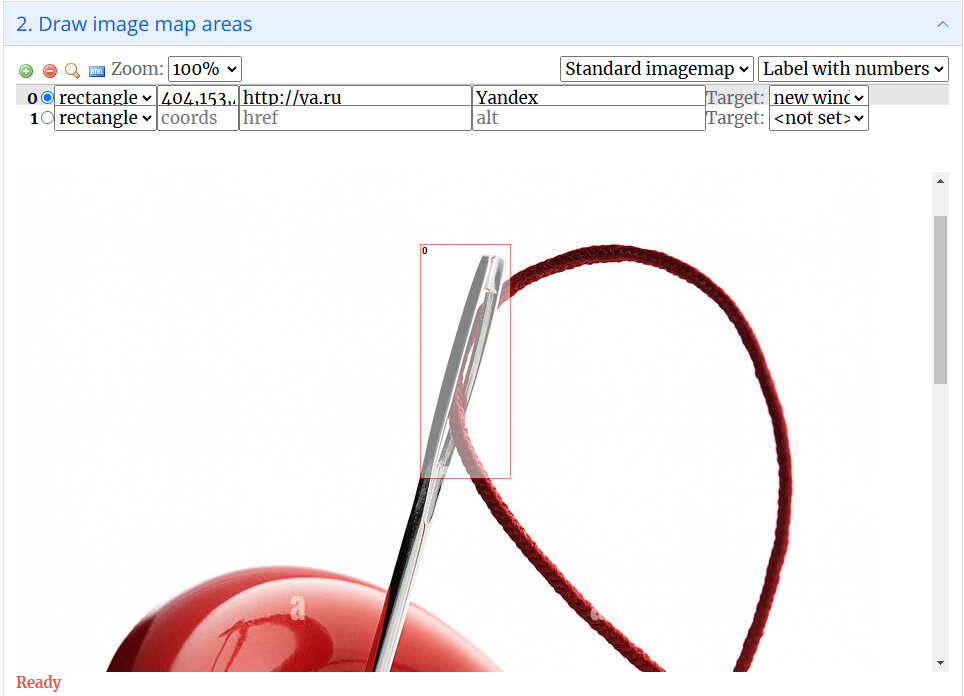 2. Draw image map areas
HTML Zoom: 100% Standard imagemap Label with numbers
0 rectangle 404,153, http://ya.ru Yandex Target: new wind
1 rectangle coords href alt Target: <not set>
0
a
a
Ready